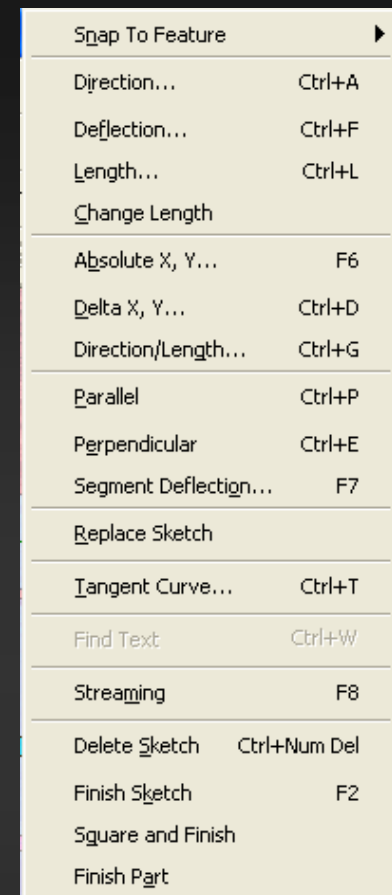 Snap To Feature
Direction... Ctrl+A
Deflection... Ctrl+F
Length... Ctrl+L
Change Length
Absolute X, Y... F6
Delta X, Y... Ctrl+D
Direction/Length... Ctrl+G
Parallel Ctrl+P
Perpendicular Ctrl+E
Segment Deflection... F7
Replace Sketch
Tangent Curve... Ctrl+T
Find Text Ctrl+W
Streaming F8
Delete Sketch Ctrl+Num Del
Finish Sketch F2
Square and Finish
Finish Part